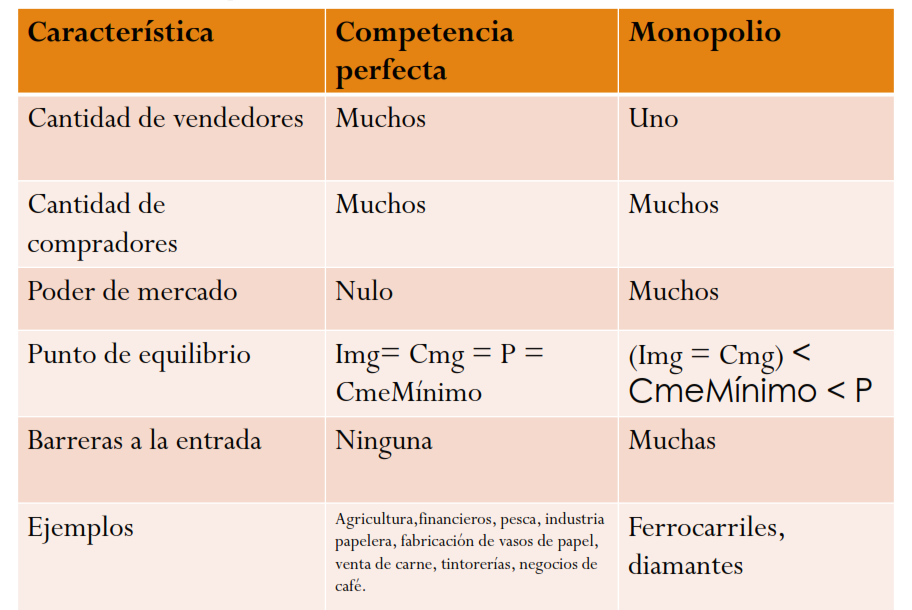 Característica
Competencia
perfecta
Monopolio
Cantidad de vendedores
Muchos
Uno
Cantidad de
compradores
Muchos
Muchos
Poder de mercado
Nulo
Muchos
Punto de equilibrio
Img= Cmg = P =
CmeMínimo
(Img = Cmg) <
CmeMínimo < P
Barreras a la entrada
Ninguna
Muchas
Ejemplos
Agricultura,financieros, pesca, industria
papelera, fabricación de vasos de papel,
venta de carne, tintorerías, negocios de
café.
Ferrocarriles,
diamantes